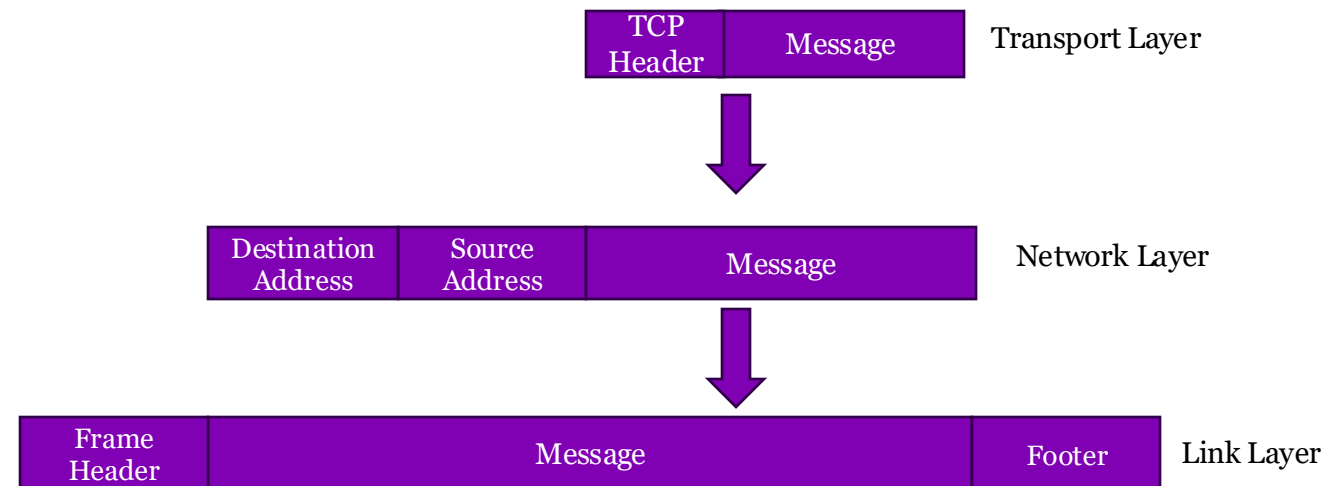 TCP
Header
Message
Transport Layer
Destination
Address
Source
Address
Message
Network Layer
Frame
Header
Message
Footer
Link Layer